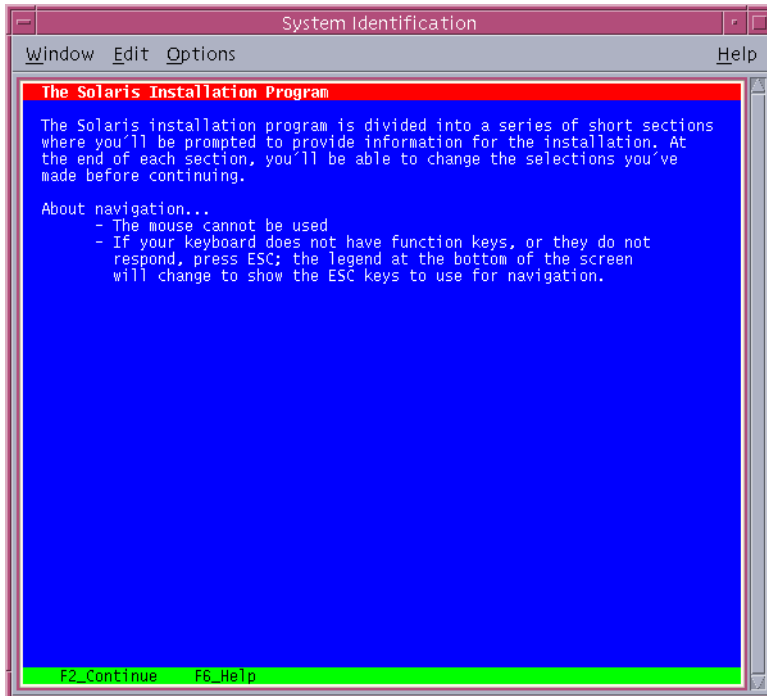 System Identification
Window Edit Options Help
The Solaris Installation Program
The Solaris installation program is divided into a series of short sections
where you´ll be prompted to provide information for the installation. At
the end of each section, you´ll be able to change the selections you´ve
made before continuing.
About navigation...
- The mouse cannot be used
- If your keyboard does not have function keys, or they do not
respond, press ESC; the legend at the bottom of the screen
will change to show the ESC keys to use for navigation.
F2_Continue F6_Help